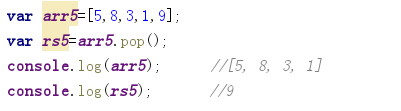 var arr5=[5,8,3,1,9];
var rs5=arr5.pop();
console.log(arr5);      //[5, 8, 3, 1]
console.log(rs5);      //9